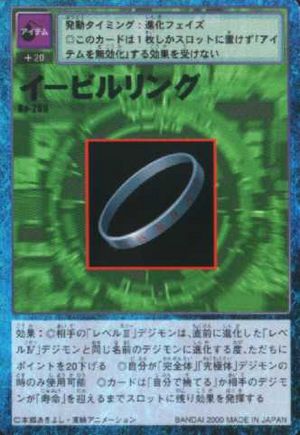 アイテム
+20
発動タイミング：進化フェイズ
◎このカードは1枚しかスロットに置けず「アイ
テムを無効化」する効果を受けない
イービルリング
効果：◎相手の「レベルⅢ」デジモンは、直前に進化した「レ
ベルⅣ」デジモンと同じ名前のデジモンに進化する度、ただちに
ポイントを20下げる　◎自分が「完全体」「究極体」デジモン
の時のみ使用可能　◎カードは「自分で捨てる」か相手のデジモ
ンが「寿命」を迎えるまでスロットに残り効果を発揮する
©本郷あきよし・東映アニメーション
BANDAI 2000 MADE IN JAPAN